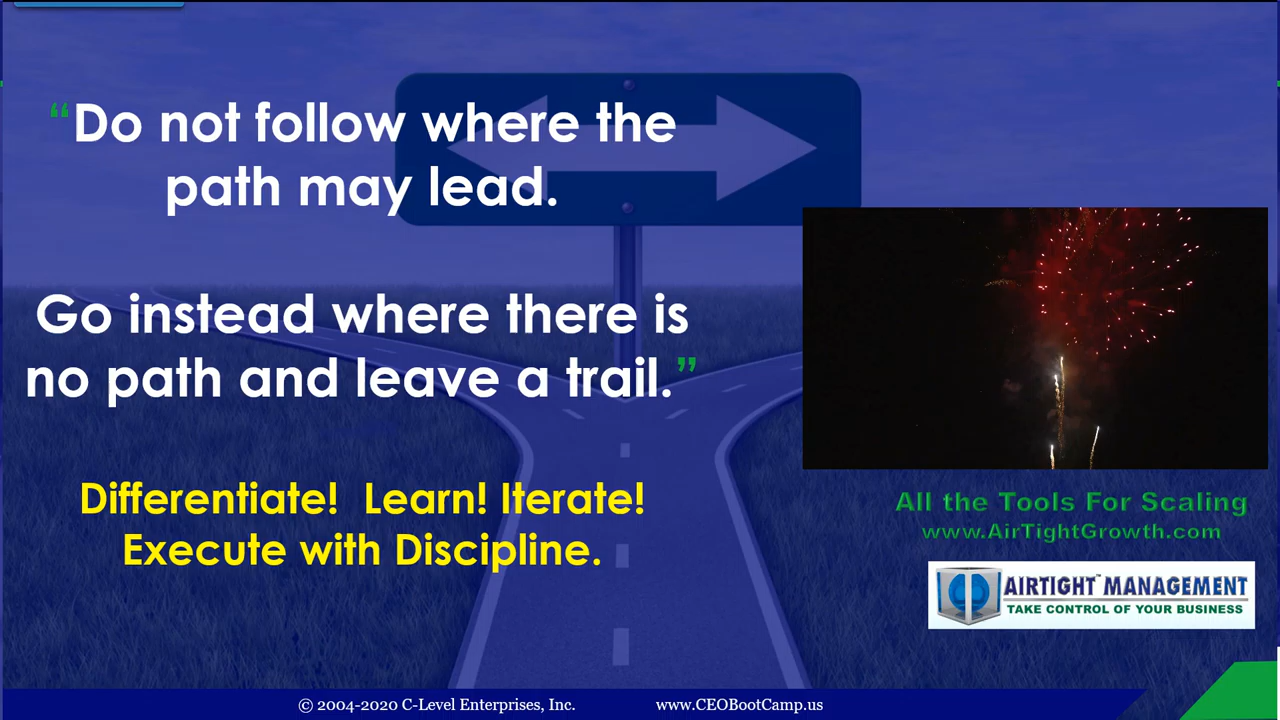 “Do not follow where the
path may lead.
Go instead where there is
no path and leave a trail.”
Differentiate!  Learn! Iterate!
Execute with Discipline.
All the Tools For Scaling
www.AirTightGrowth.com
AIRTIGHT™ MANAGEMENT
TAKE CONTROL OF YOUR BUSINESS
© 2004-2020 C-Level Enterprises, Inc.
www.CEOBootCamp.us